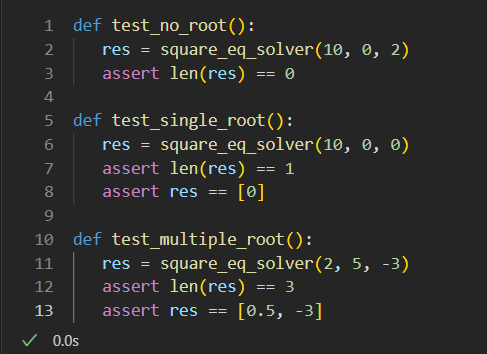 1 def test_no_root():
2     res = square_eq_solver(10, 0, 2)
3     assert len(res) == 0
4
5 def test_single_root():
6     res = square_eq_solver(10, 0, 0)
7     assert len(res) == 1
8     assert res == [0]
9
10 def test_multiple_root():
11     res = square_eq_solver(2, 5, -3)
12     assert len(res) == 3
13     assert res == [0.5, -3]
✓ 0.0s